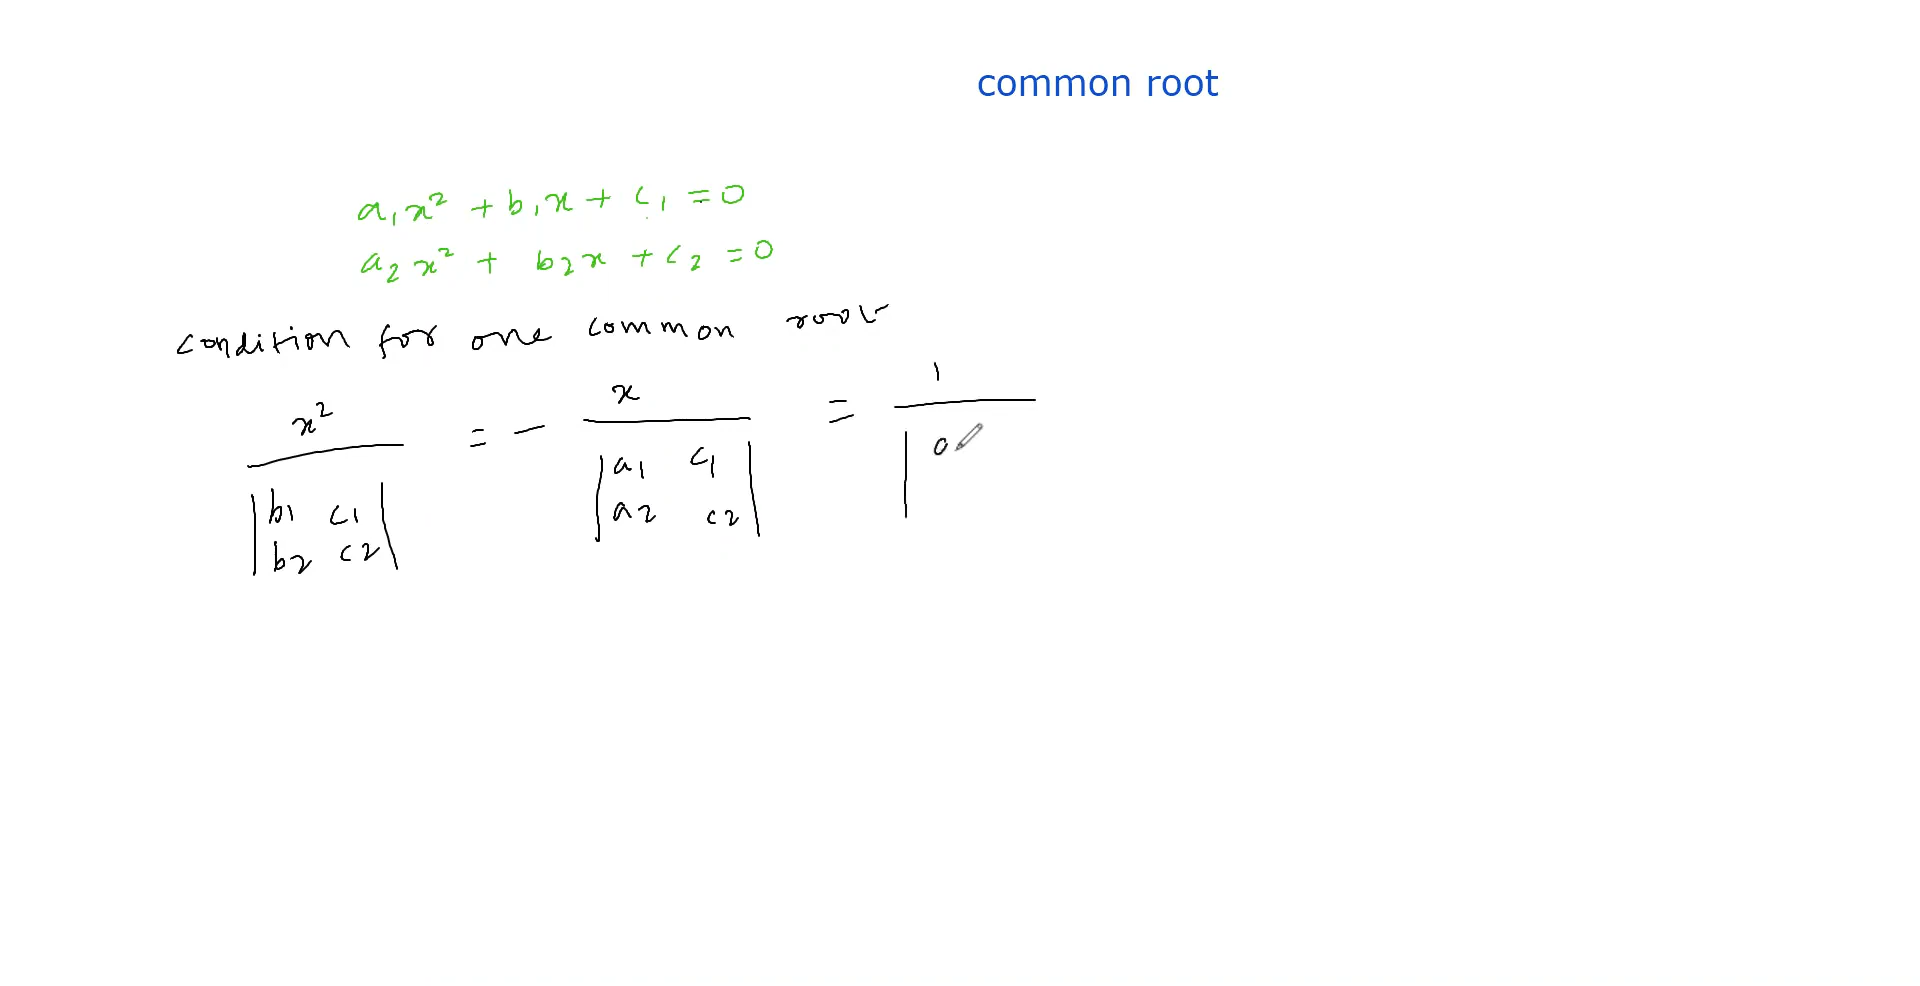 common root
a₁x² + b₁x + c₁ = 0
a₂x² + b₂x + c₂ = 0
condition for one common root
x² = - x = 1
|b1 c1| |a1 c1| |
|b2 c2| |a2 c2|